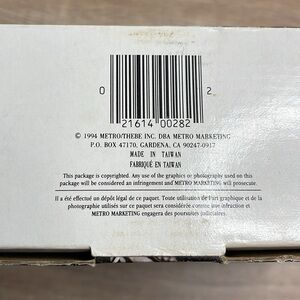 0
2
21614 00282
© 1994 METRO/THEBE INC. DBA METRO MARKETING
P.O. BOX 47170, GARDENA, CA 90247-0917
MADE IN TAIWAN
FABRIQUÉ EN TAIWAN
This package is copyrighted. Any use of the graphics or photography used on this
package will be considered an infringement and METRO MARKETING will prosecute.
Il a été effectué un dépôt légal de ce paquet. Toute utilisation de l'art graphique et de la
photographie utilisés sur ce paquet sera considérée comme une infraction et
METRO MARKETING engagera des poursuites judiciaires.